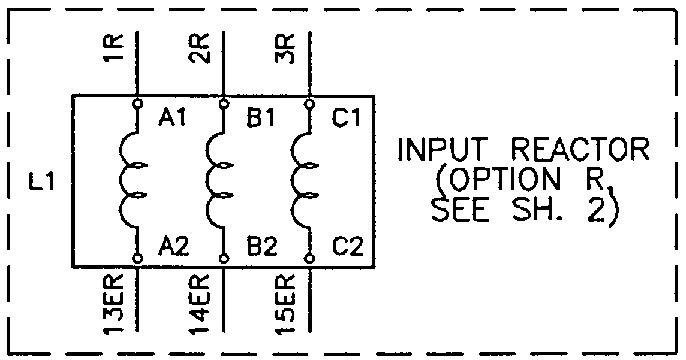 1R 2R 3R
A1 B1 C1
L1
INPUT REACTOR
(OPTION R,
SEE SH. 2)
A2 B2 C2
13ER 14ER 15ER